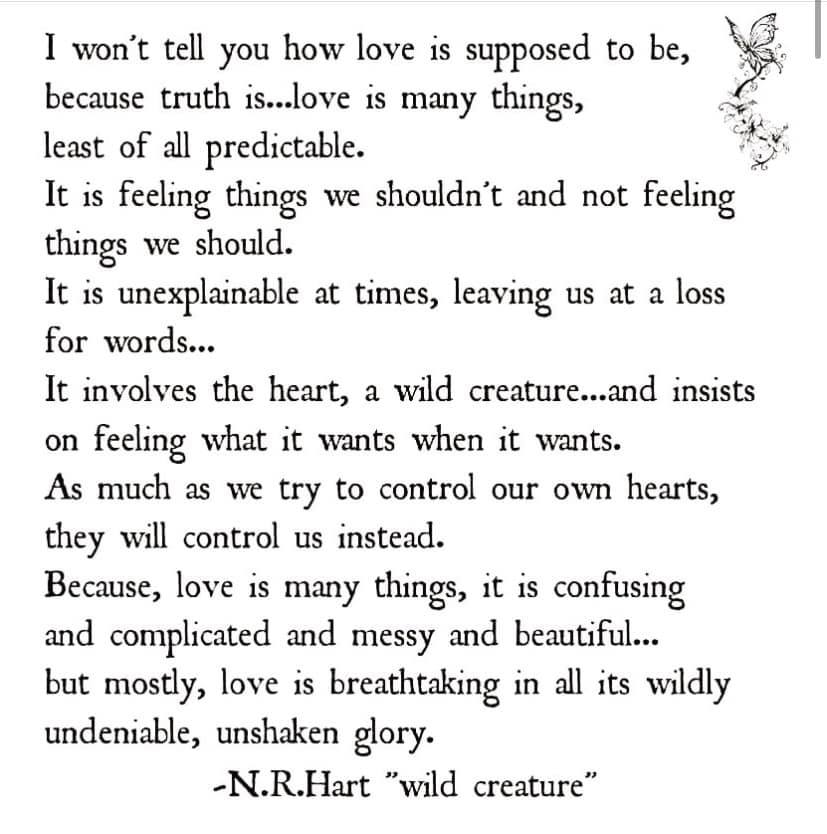 I won't tell you how love is supposed to be,
because truth is...love is many things,
least of all predictable.
It is feeling things we shouldn't and not feeling
things we should.
It is unexplainable at times, leaving us at a loss
for words...
It involves the heart, a wild creature...and insists
on feeling what it wants when it wants.
As much as we try to control our own hearts,
they will control us instead.
Because, love is many things, it is confusing
and complicated and messy and beautiful...
but mostly, love is breathtaking in all its wildly
undeniable, unshaken glory.
-N.R.Hart ”wild creature”